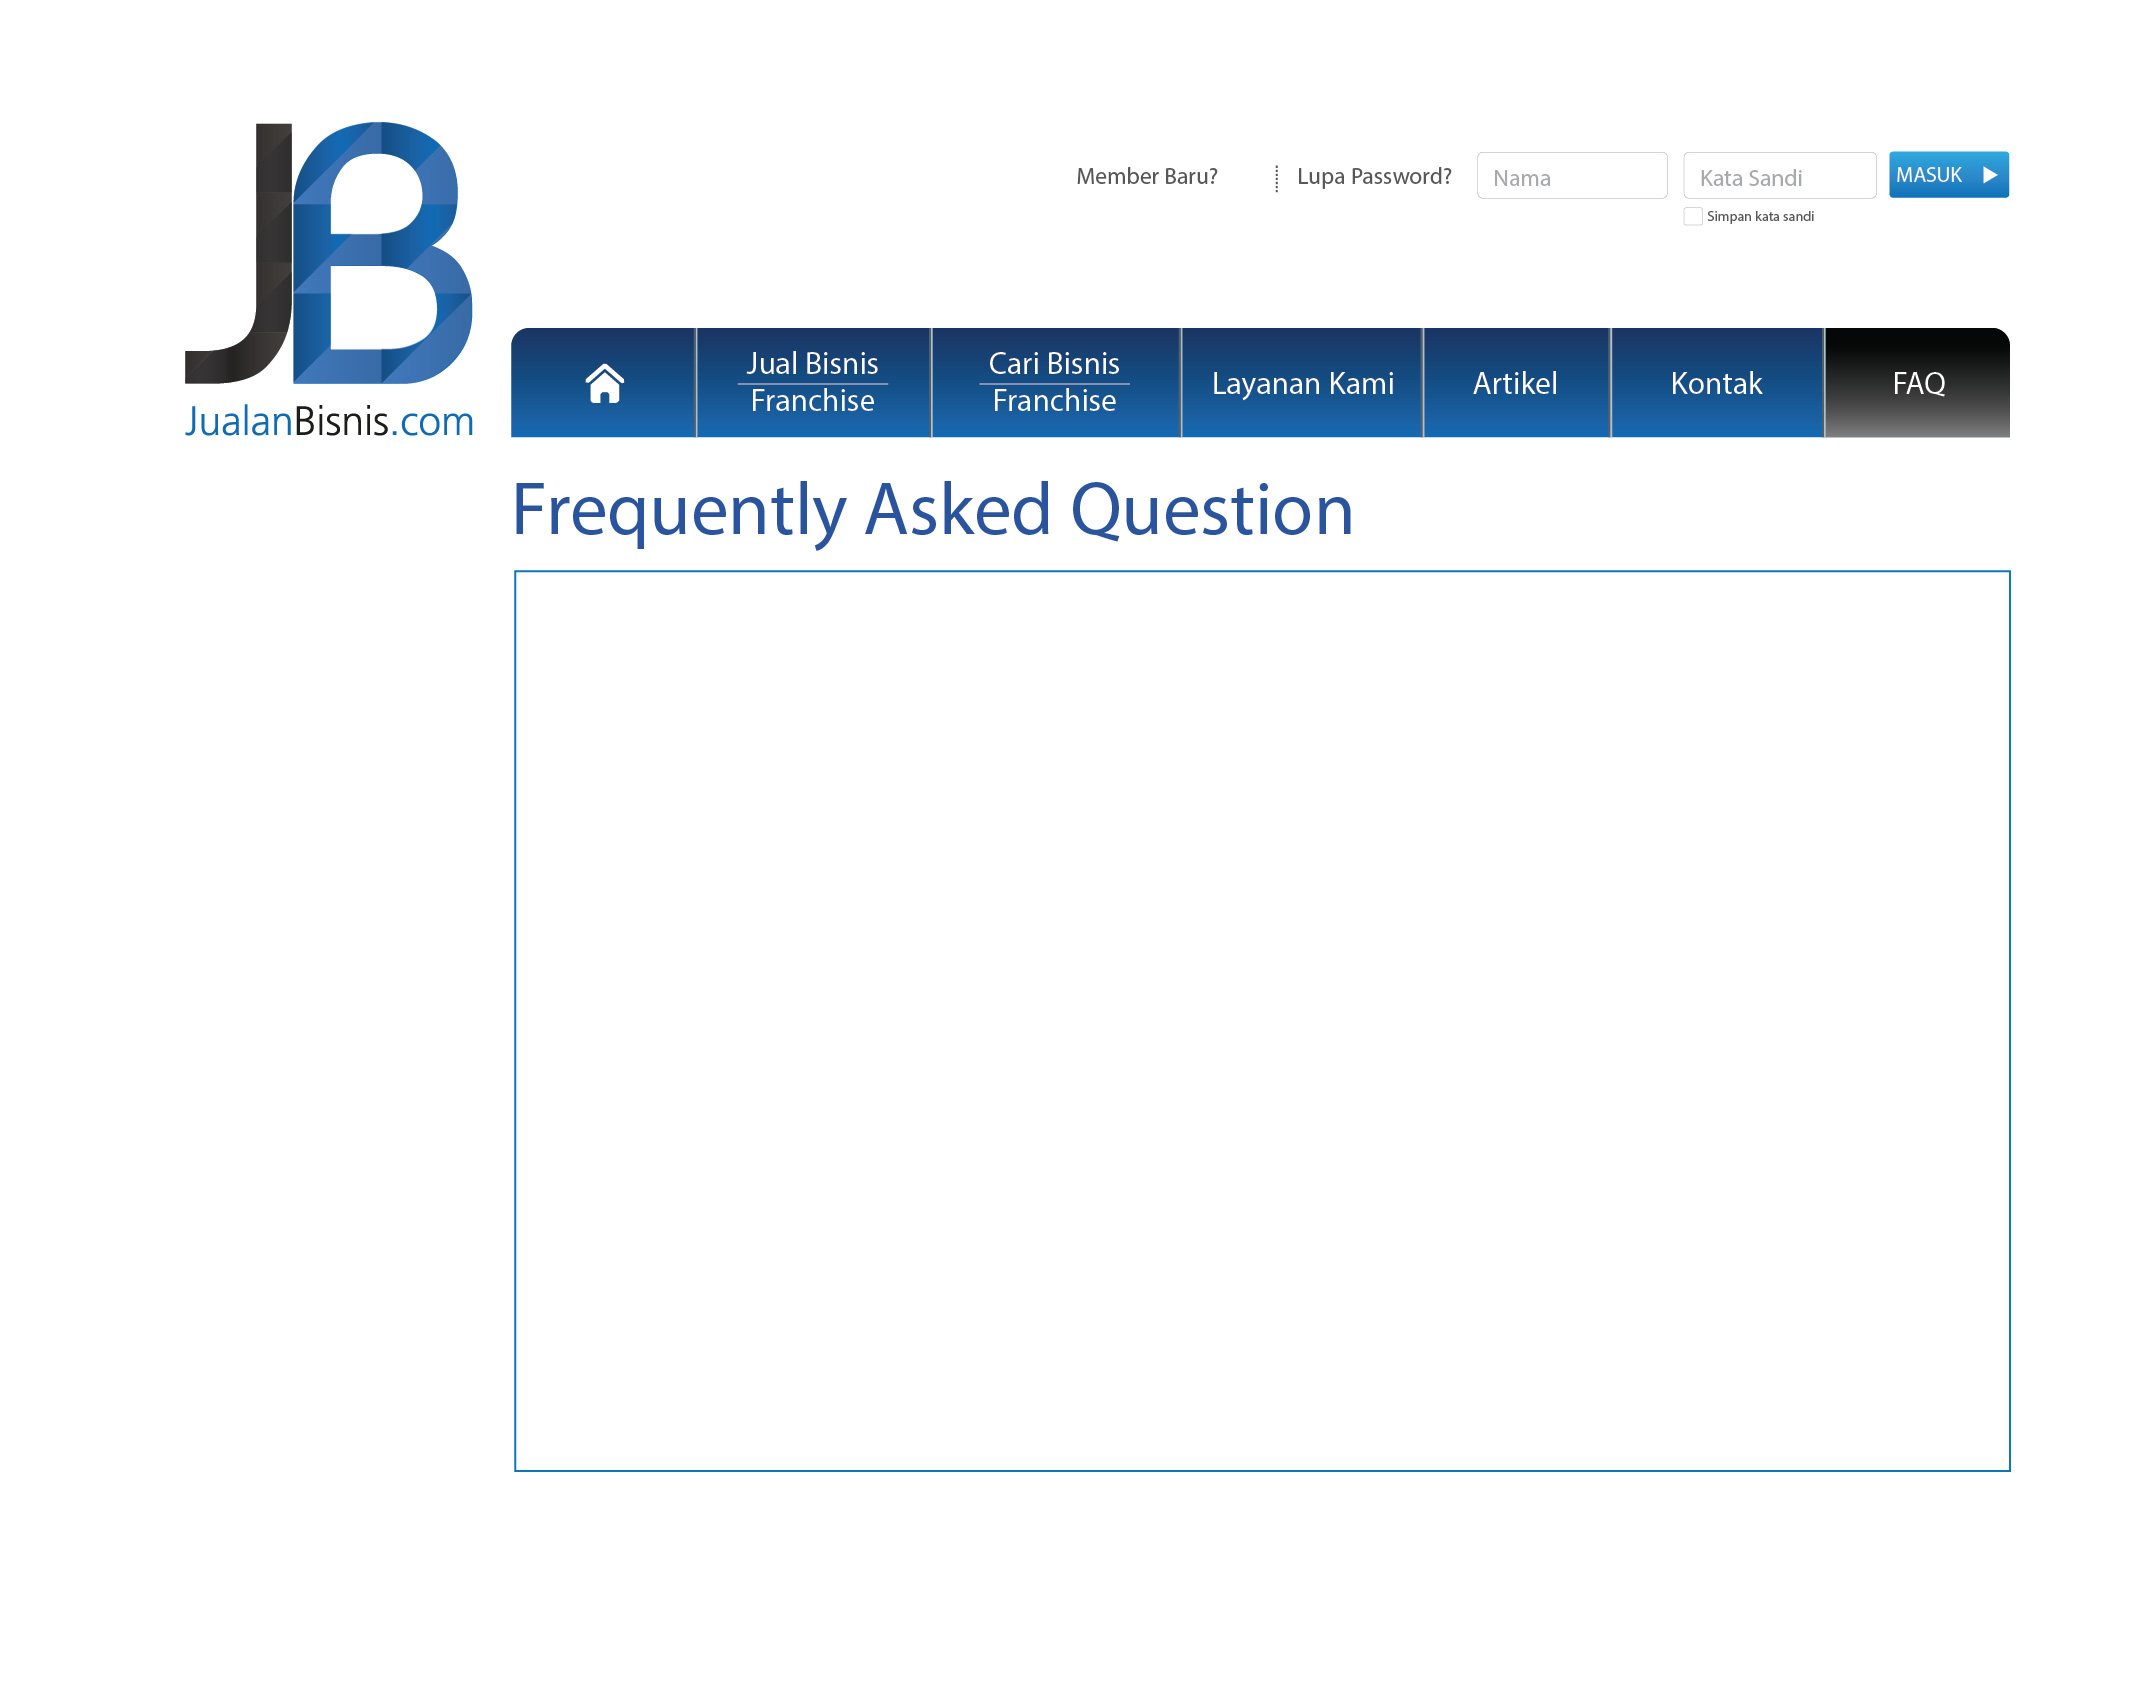 Member Baru?
Lupa Password?
Nama
Kata Sandi
MASUK
Simpan kata sandi
JB
JualanBisnis.com
Jual Bisnis
Franchise
Cari Bisnis
Franchise
Layanan Kami
Artikel
Kontak
FAQ
Frequently Asked Question